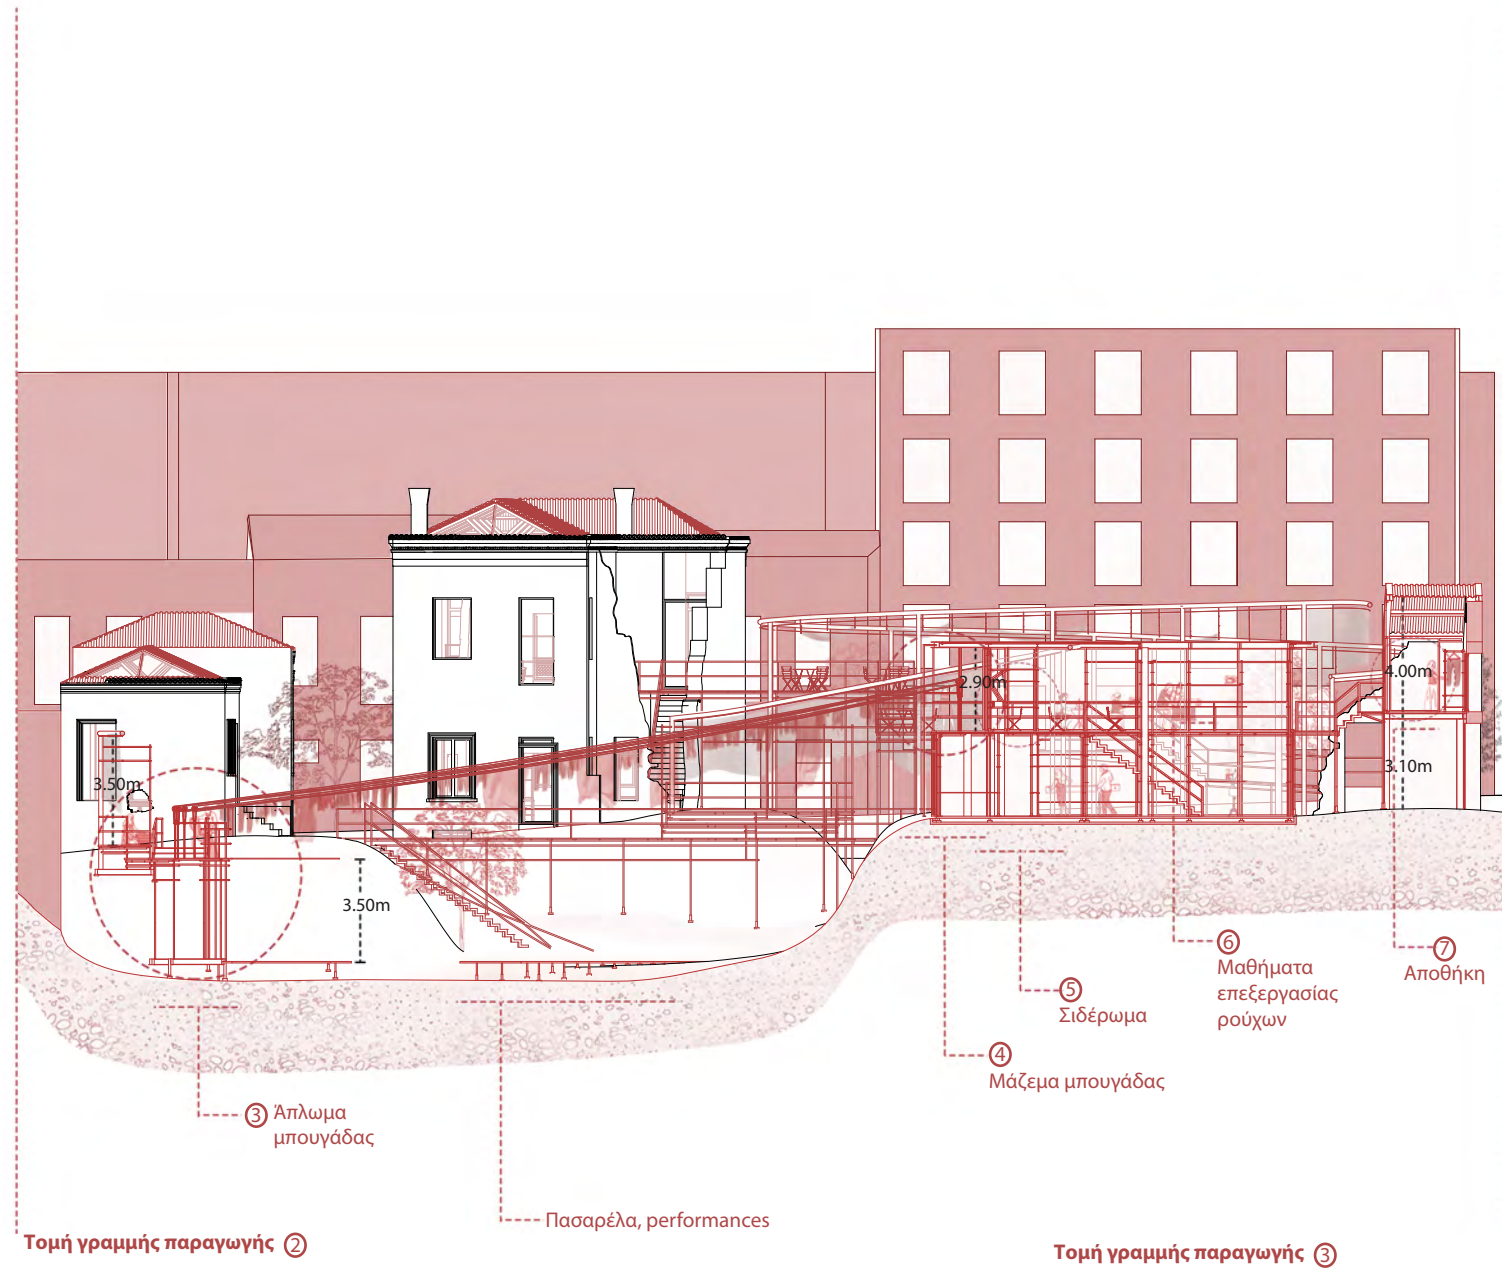 2.90m
4.00m
3.10m
3.50m
3.50m
⑥
Μαθήματα
επεξεργασίας
ρούχων
⑦
Αποθήκη
⑤
Σιδέρωμα
④
Μάζεμα μπουγάδας
③ Άπλωμα
μπουγάδας
Πασαρέλα, performances
Τομή γραμμής παραγωγής ②
Τομή γραμμής παραγωγής ③